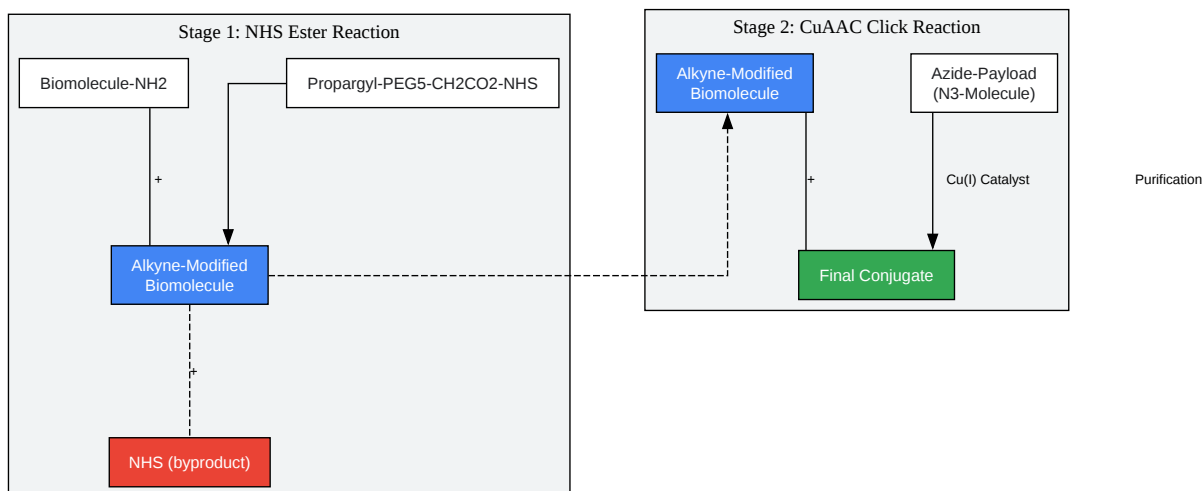 Stage 1: NHS Ester Reaction
Biomolecule-NH2
Propargyl-PEG5-CH2CO2-NHS
+
Alkyne-Modified
Biomolecule
+
NHS (byproduct)
Stage 2: CuAAC Click Reaction
Alkyne-Modified
Biomolecule
Azide-Payload
(N3-Molecule)
+
Cu(I) Catalyst
Final Conjugate
Purification